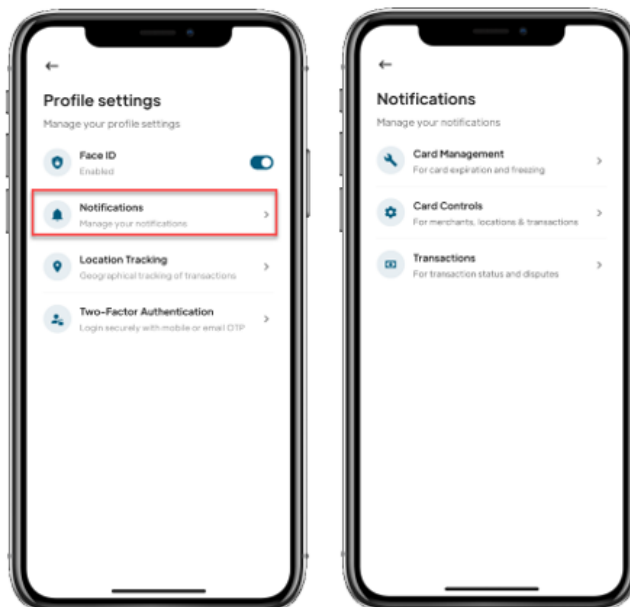 Profile settings
Manage your profile settings
Face ID
Enabled
Notifications
Manage your notifications
Location Tracking
Geographical tracking of transactions
Two-Factor Authentication
Login securely with mobile or email OTP
Notifications
Manage your notifications
Card Management
For card expiration and freezing
Card Controls
For merchants, locations & transactions
Transactions
For transaction status and disputes